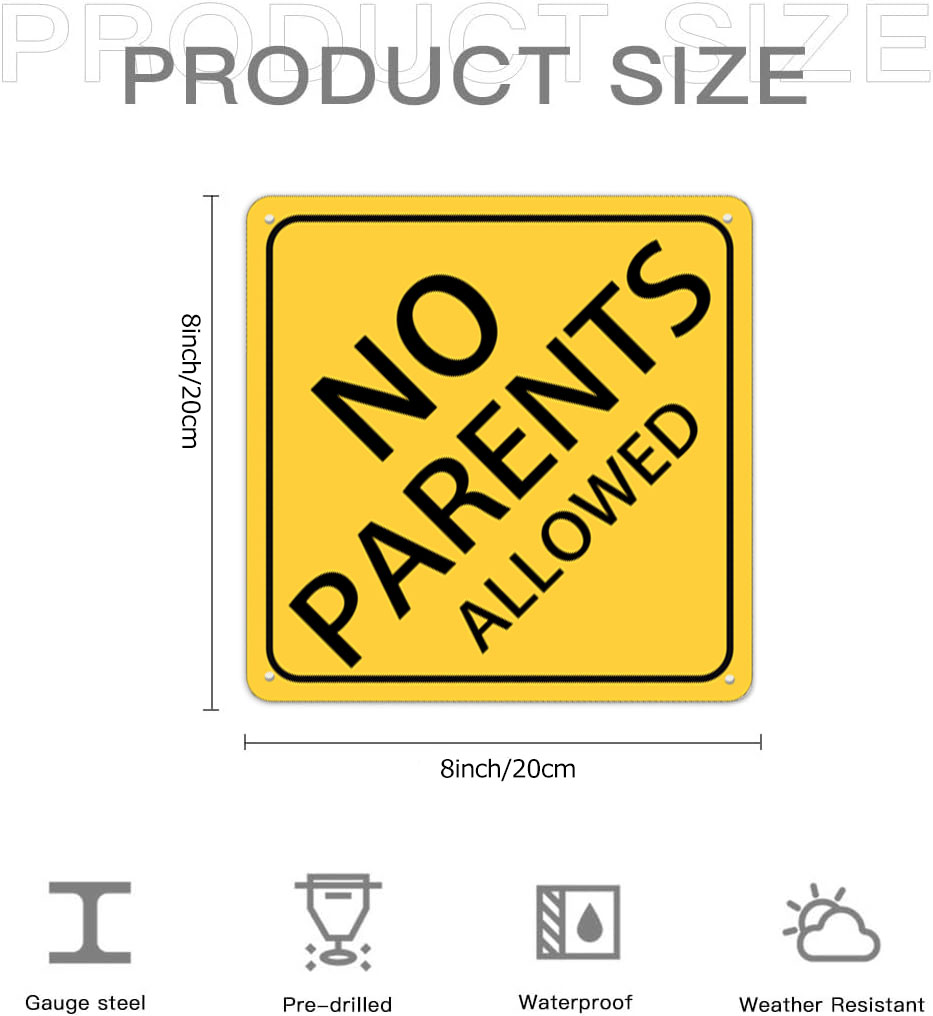 PRODUCT SIZE
PRODUCT SIZE
8inch/20cm
NO
PARENTS
ALLOWED
8inch/20cm
Gauge steel
Pre-drilled
Waterproof
Weather Resistant